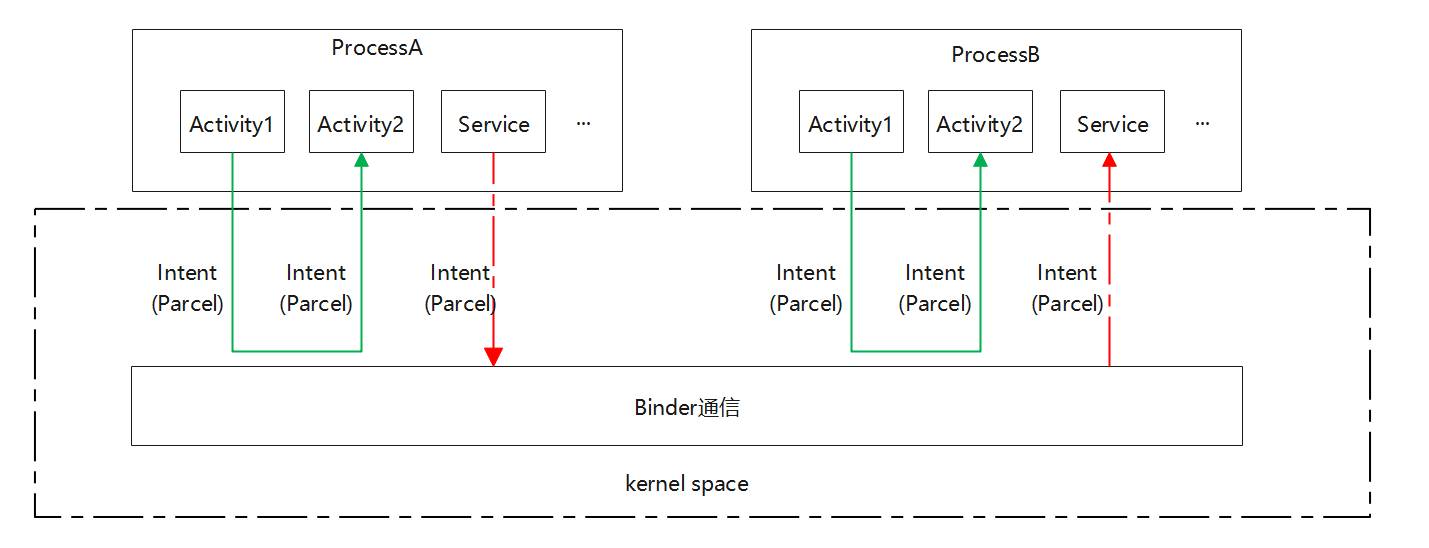 ProcessA
ProcessB
Activity1
Activity2
Service
...
Activity1
Activity2
Service
...
Intent
(Parcel)
Intent
(Parcel)
Intent
(Parcel)
Intent
(Parcel)
Intent
(Parcel)
Intent
(Parcel)
Binder通信
kernel space